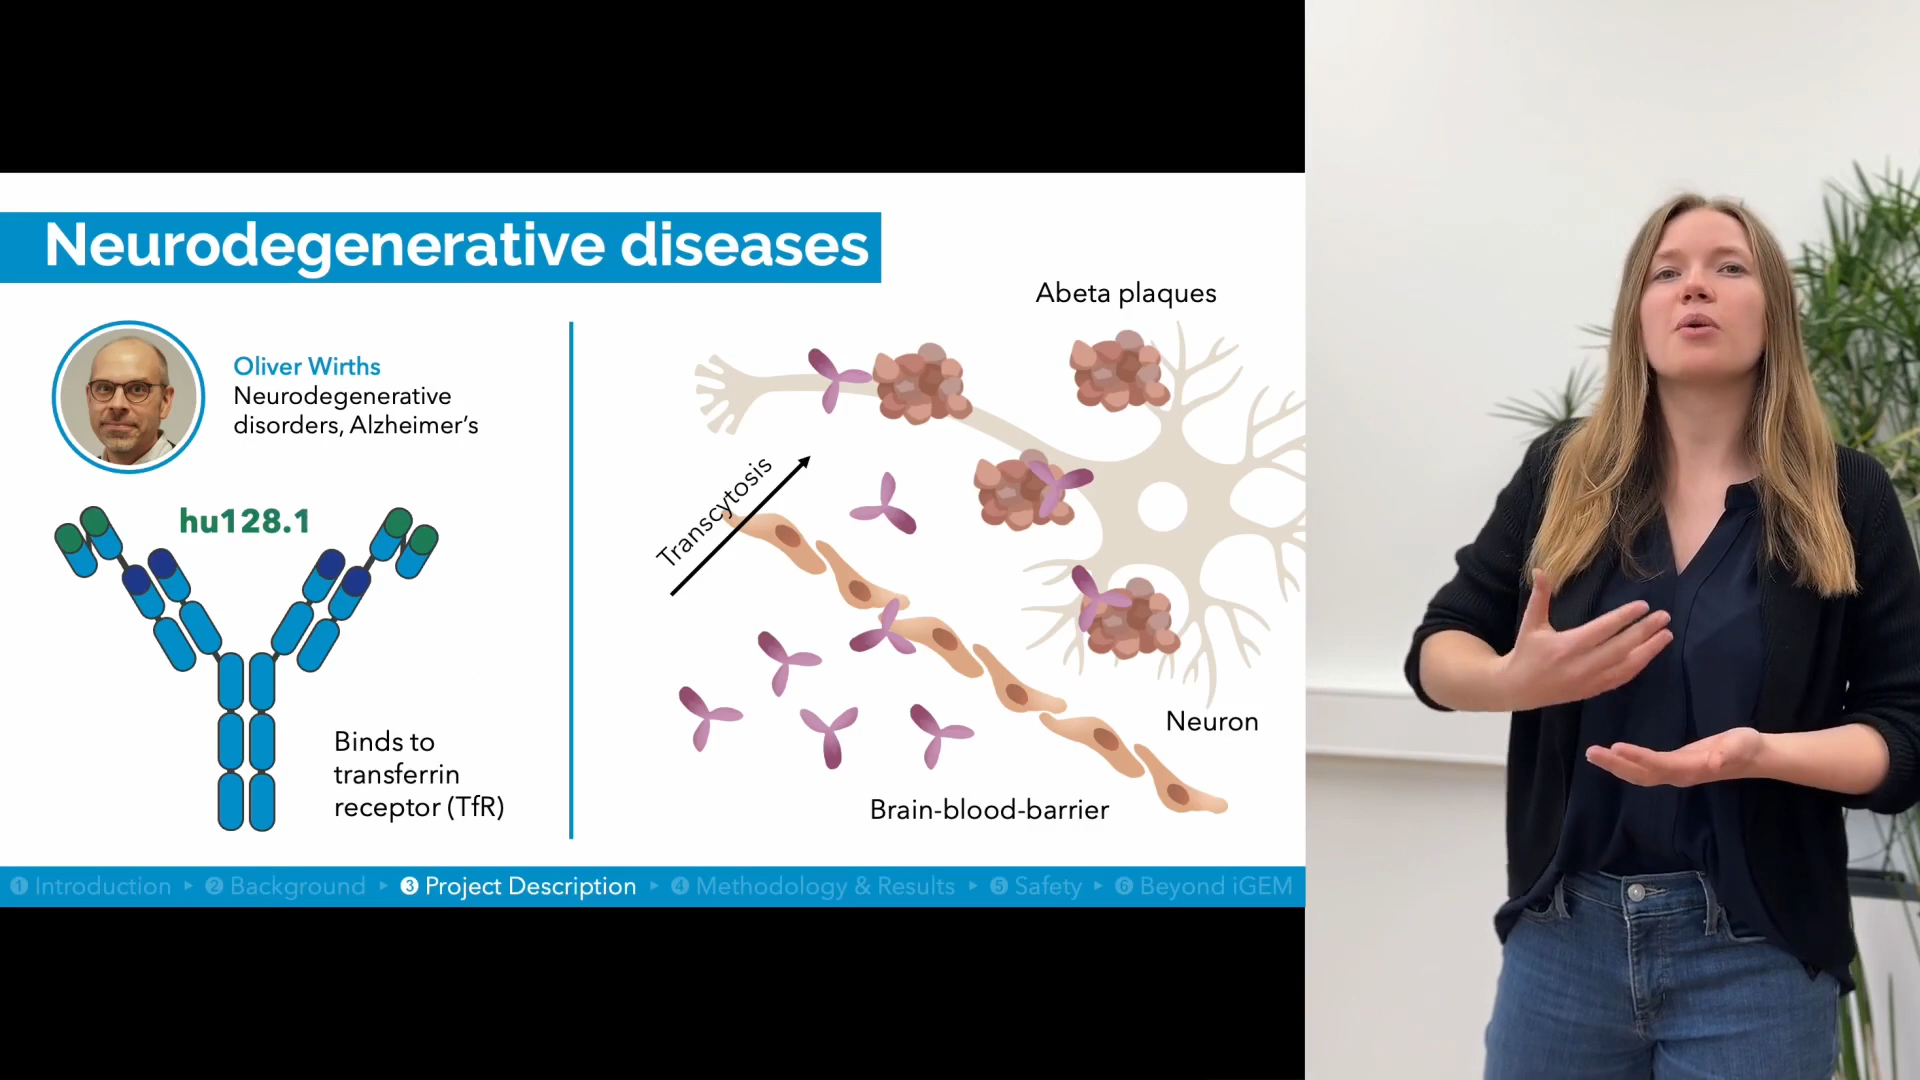 Neurodegenerative diseases
Oliver Wirths
Neurodegenerative
disorders, Alzheimer's
hu128.1
Binds to
transferrin
receptor (TfR)
Abeta plaques
Transcytosis
Neuron
Brain-blood-barrier
1 Introduction ▸ 2 Background ▸ 3 Project Description ▸ 4 Methodology & Results ▸ 5 Safety ▸ 6 Beyond iGEM